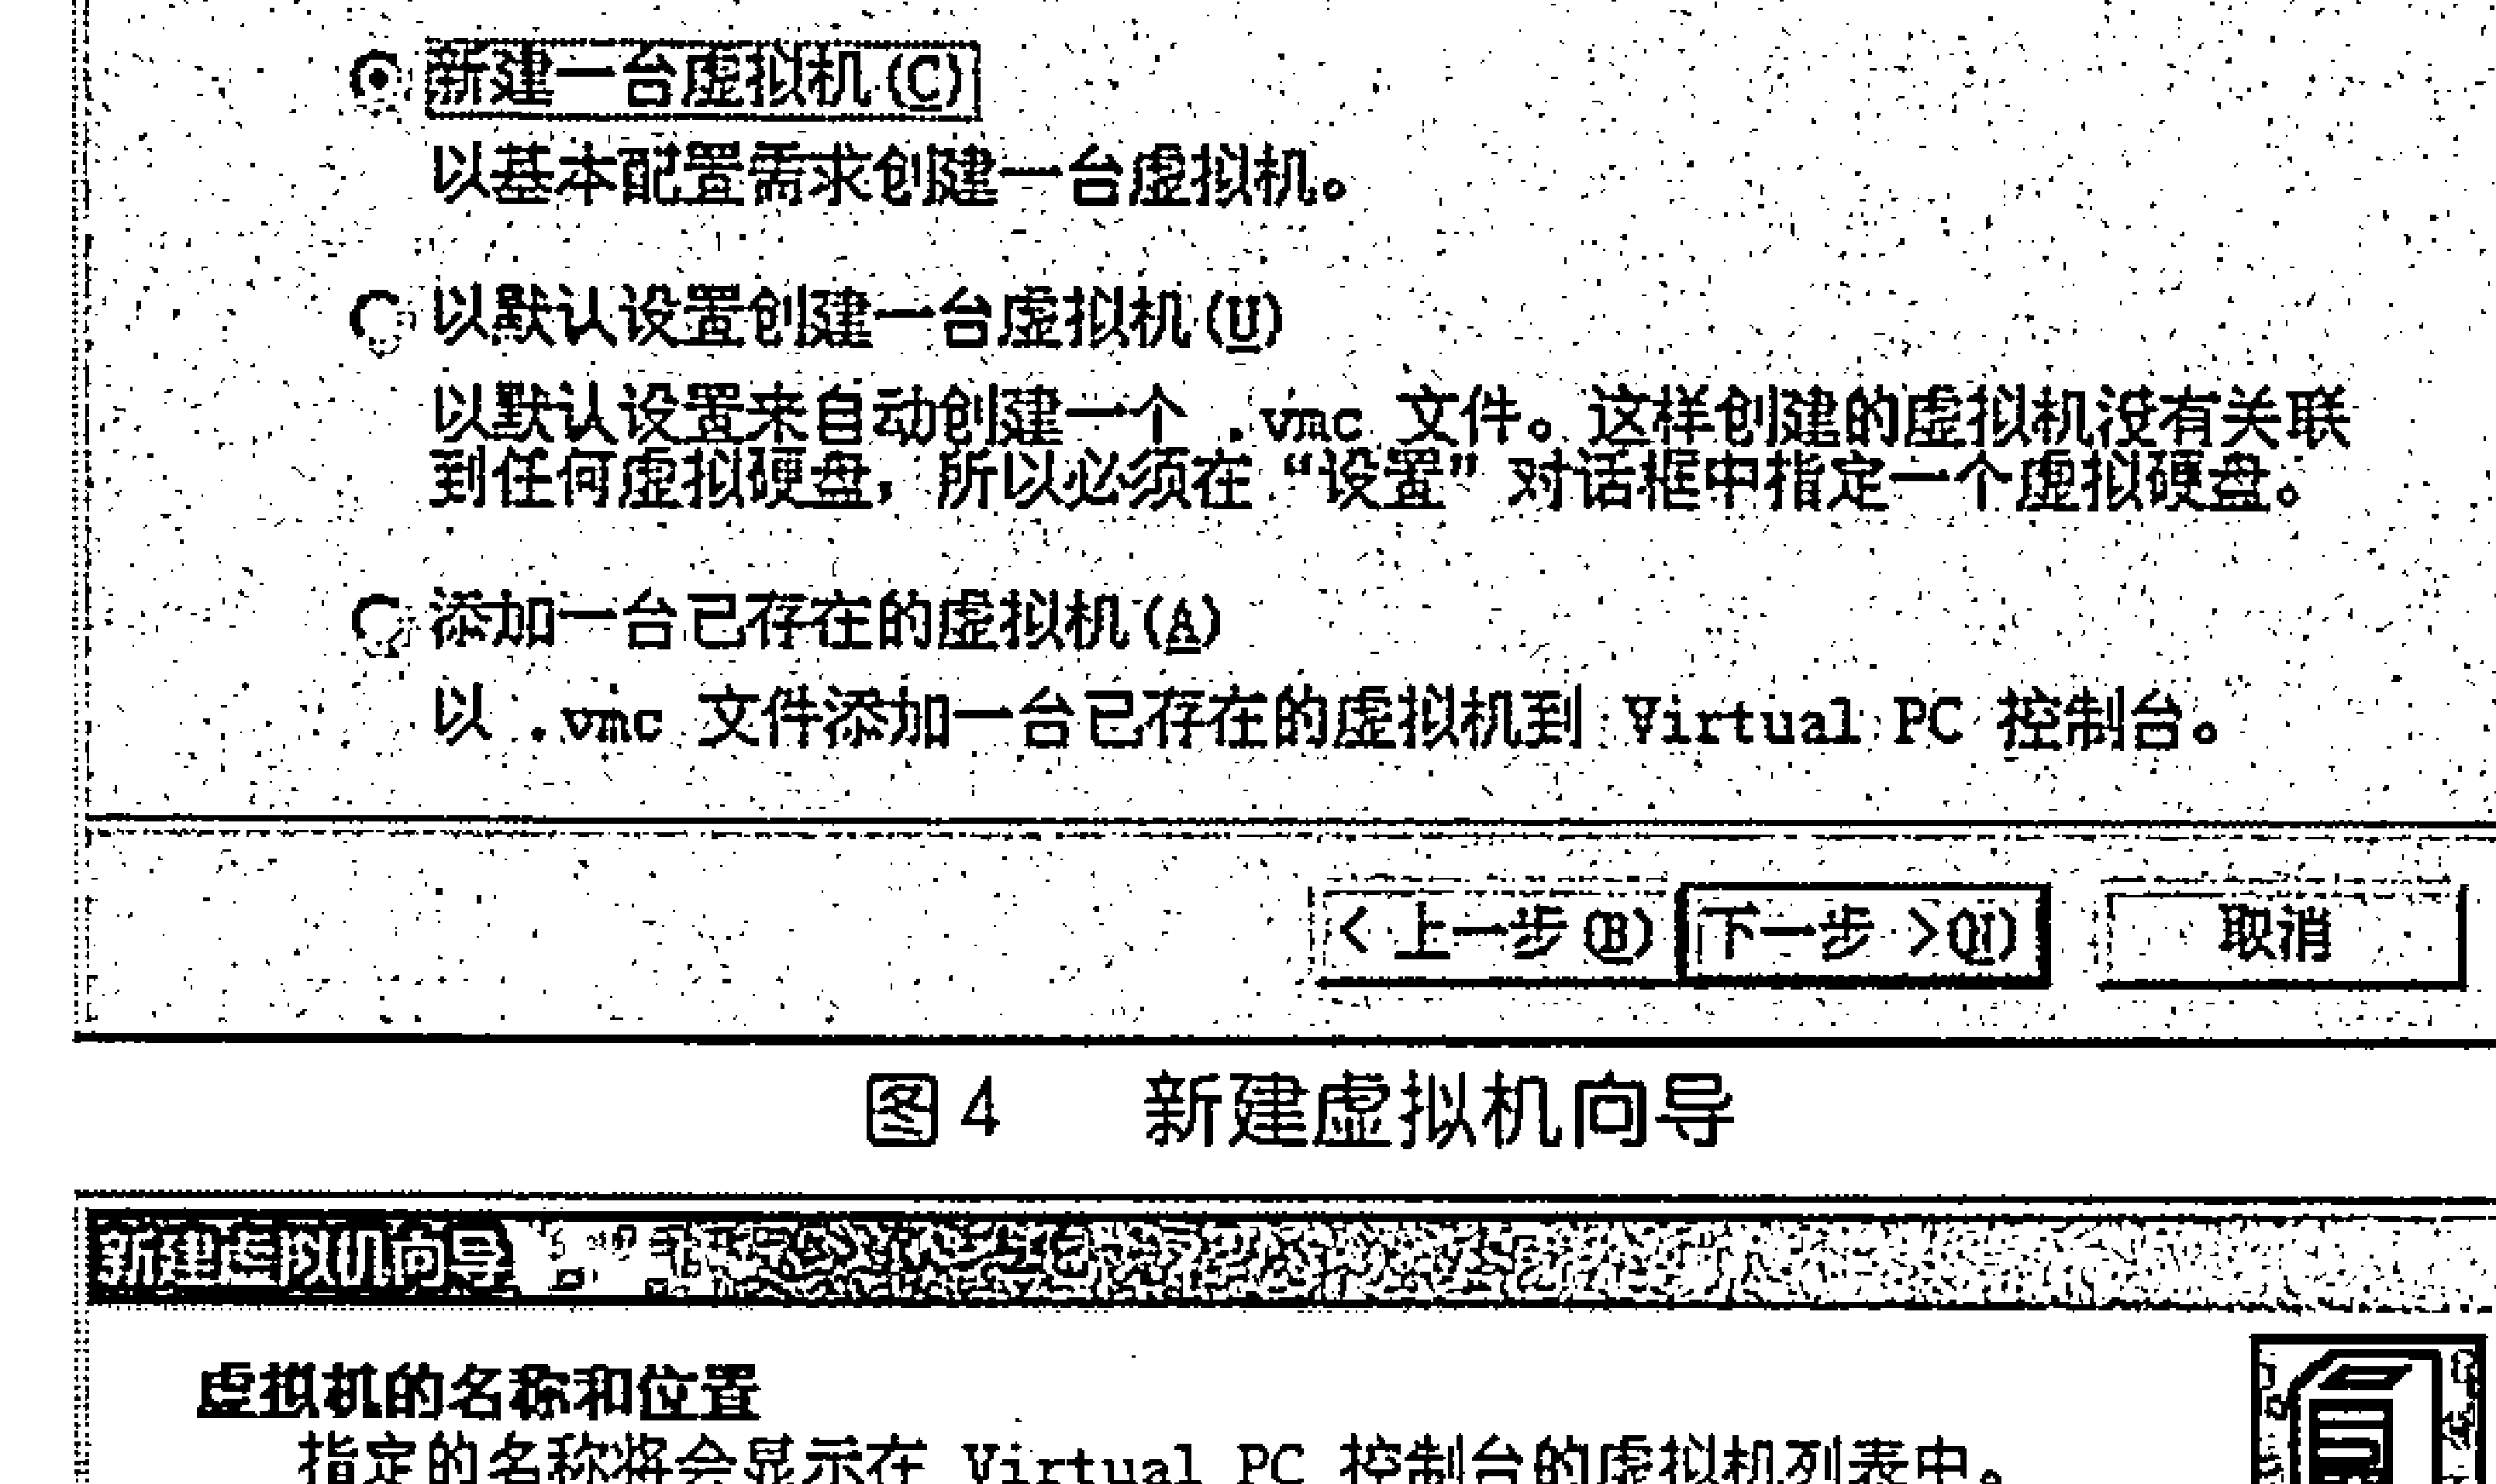 新建一台虚拟机(C)
以基本配置需求创建一台虚拟机。
以默认设置创建一台虚拟机(U)
以默认设置来自动创建一个 .vmc 文件。这样创建的虚拟机没有关联
到任何虚拟硬盘，所以必须在“设置”对话框中指定一个虚拟硬盘。
添加一台已存在的虚拟机(A)
以 .vmc 文件添加一台已存在的虚拟机到 Virtual PC 控制台。
< 上一步(B) 下一步 >(N) 取消
图4 新建虚拟机向导
新建虚拟机向导
虚拟机的名称和位置
指定的名称将会显示在 Virtual PC 控制台的虚拟机列表中。